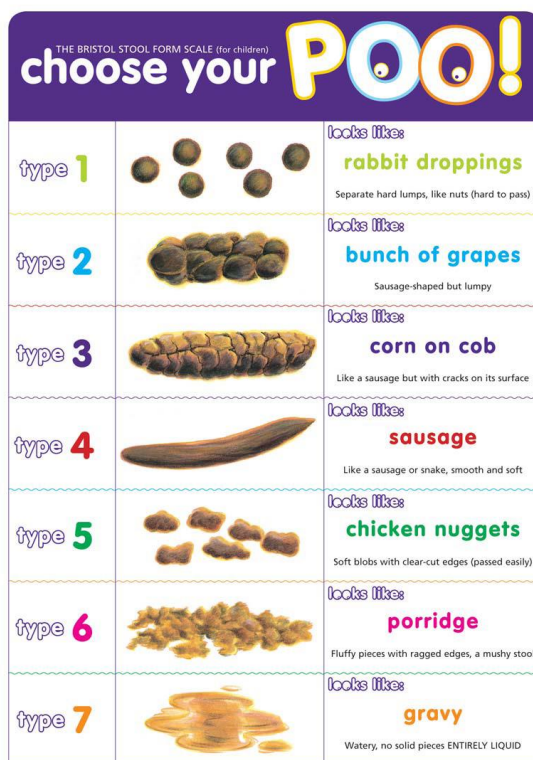 THE BRISTOL STOOL FORM SCALE (for children)
choose your POO!
type 1
looks like:
rabbit droppings
Separate hard lumps, like nuts (hard to pass)
type 2
looks like:
bunch of grapes
Sausage-shaped but lumpy
type 3
looks like:
corn on cob
Like a sausage but with cracks on its surface
type 4
looks like:
sausage
Like a sausage or snake, smooth and soft
type 5
looks like:
chicken nuggets
Soft blobs with clear-cut edges (passed easily)
type 6
looks like:
porridge
Fluffy pieces with ragged edges, a mushy stoo
type 7
looks like:
gravy
Watery, no solid pieces ENTIRELY LIQUID